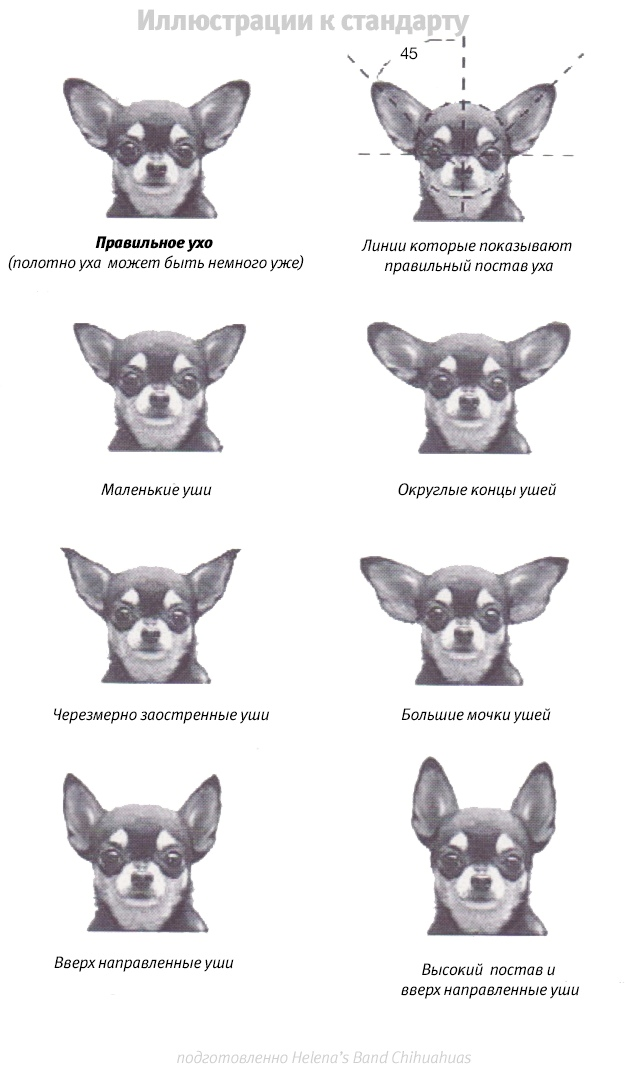 Иллюстрации к стандарту
45
Правильное ухо
(полотно уха может быть немного уже)
Линии которые показывают
правильный постав уха
Маленькие уши
Округлые концы ушей
Черезмерно заостренные уши
Большие мочки ушей
Вверх направленные уши
Высокий постав и
вверх направленные уши
подготовленно Helena's Band Chihuahuas